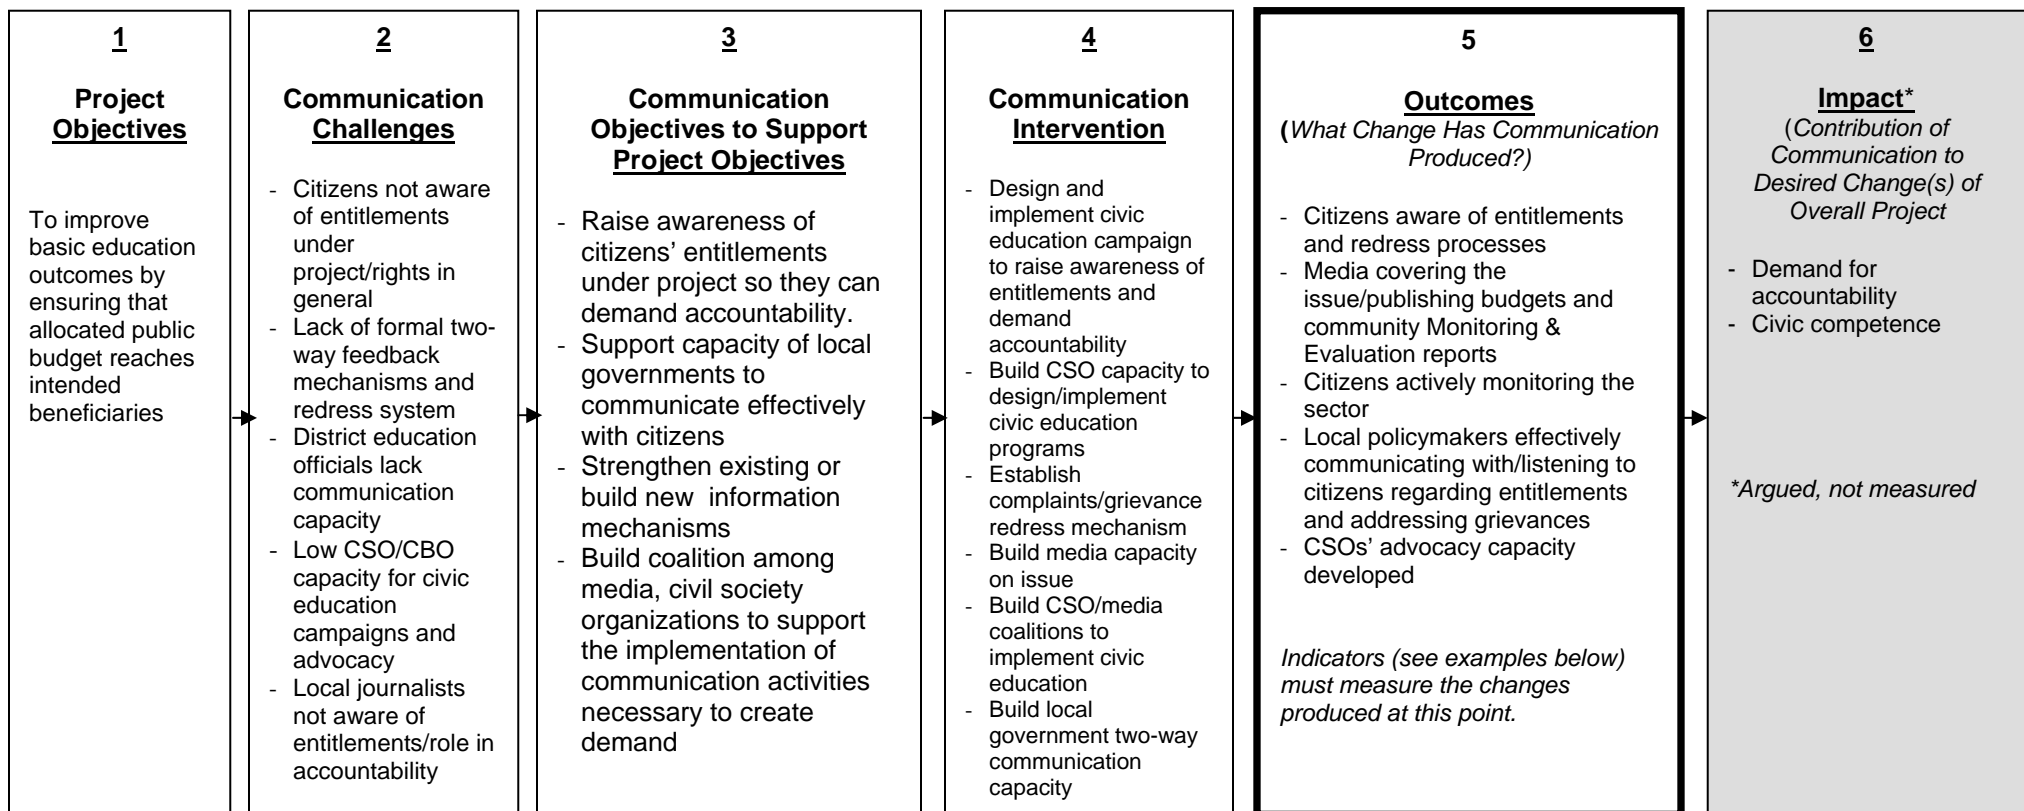 1
Project
Objectives
To improve
basic education
outcomes by
ensuring that
allocated public
budget reaches
intended
beneficiaries
2
Communication
Challenges
- Citizens not aware
of entitlements
under
project/rights in
general
- Lack of formal two-
way feedback
mechanisms and
redress system
- District education
officials lack
communication
capacity
- Low CSO/CBO
capacity for civic
education
campaigns and
advocacy
- Local journalists
not aware of
entitlements/role in
accountability
3
Communication
Objectives to Support
Project Objectives
- Raise awareness of
citizens’ entitlements
under project so they can
demand accountability.
- Support capacity of local
governments to
communicate effectively
with citizens
- Strengthen existing or
build new information
mechanisms
- Build coalition among
media, civil society
organizations to support
the implementation of
communication activities
necessary to create
demand
4
Communication
Intervention
- Design and
implement civic
education campaign
to raise awareness of
entitlements and
demand
accountability
- Build CSO capacity to
design/implement
civic education
programs
- Establish
complaints/grievance
redress mechanism
- Build media capacity
on issue
- Build CSO/media
coalitions to
implement civic
education
- Build local
government two-way
communication
capacity
5
Outcomes
(What Change Has Communication
Produced?)
- Citizens aware of entitlements
and redress processes
- Media covering the
issue/publishing budgets and
community Monitoring &
Evaluation reports
- Citizens actively monitoring the
sector
- Local policymakers effectively
communicating with/listening to
citizens regarding entitlements
and addressing grievances
- CSOs’ advocacy capacity
developed
Indicators (see examples below)
must measure the changes
produced at this point.
6
Impact*
(Contribution of
Communication to
Desired Change(s) of
Overall Project
- Demand for
accountability
- Civic competence
*Argued, not measured